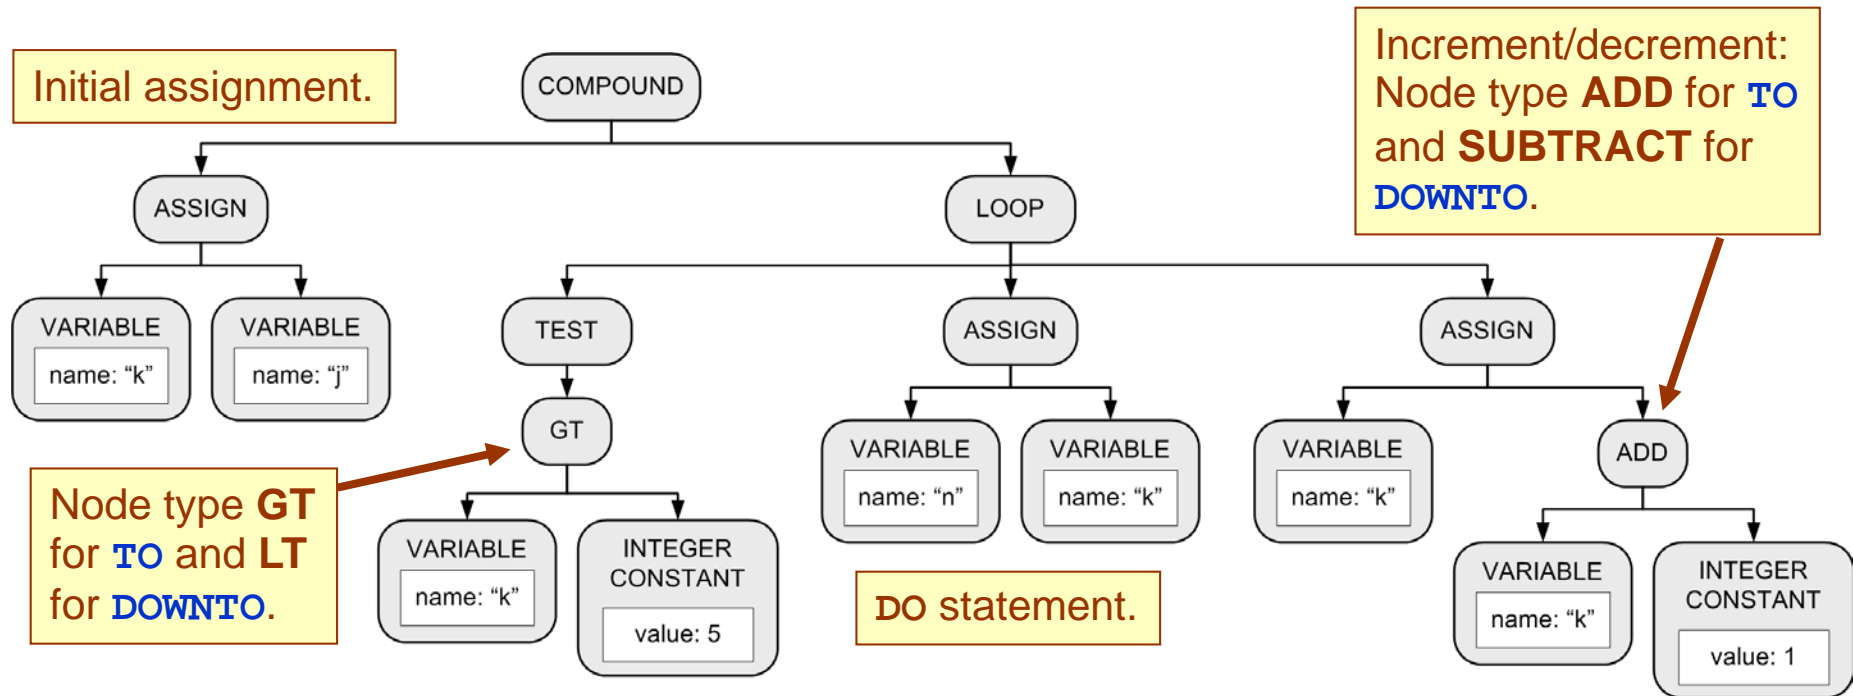 Initial assignment.
COMPOUND
Increment/decrement:
Node type ADD for TO
and SUBTRACT for
DOWNTO.
ASSIGN
LOOP
VARIABLE
name: “k”
VARIABLE
name: “j”
TEST
ASSIGN
ASSIGN
GT
VARIABLE
name: “n”
VARIABLE
name: “k”
VARIABLE
name: “k”
ADD
Node type GT
for TO and LT
for DOWNTO.
VARIABLE
name: “k”
INTEGER
CONSTANT
value: 5
DO statement.
VARIABLE
name: “k”
INTEGER
CONSTANT
value: 1